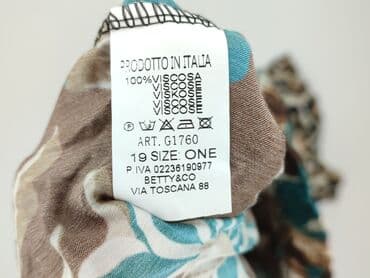 PRODOTTO IN ITALIA
100%VISCOSA
VISCOSE
VISKOSE
VISCOSE
VISCOSE
ART. G1760
19 SIZE: ONE
P.IVA 02236190977
BETTY&CO
VIA TOSCANA 88